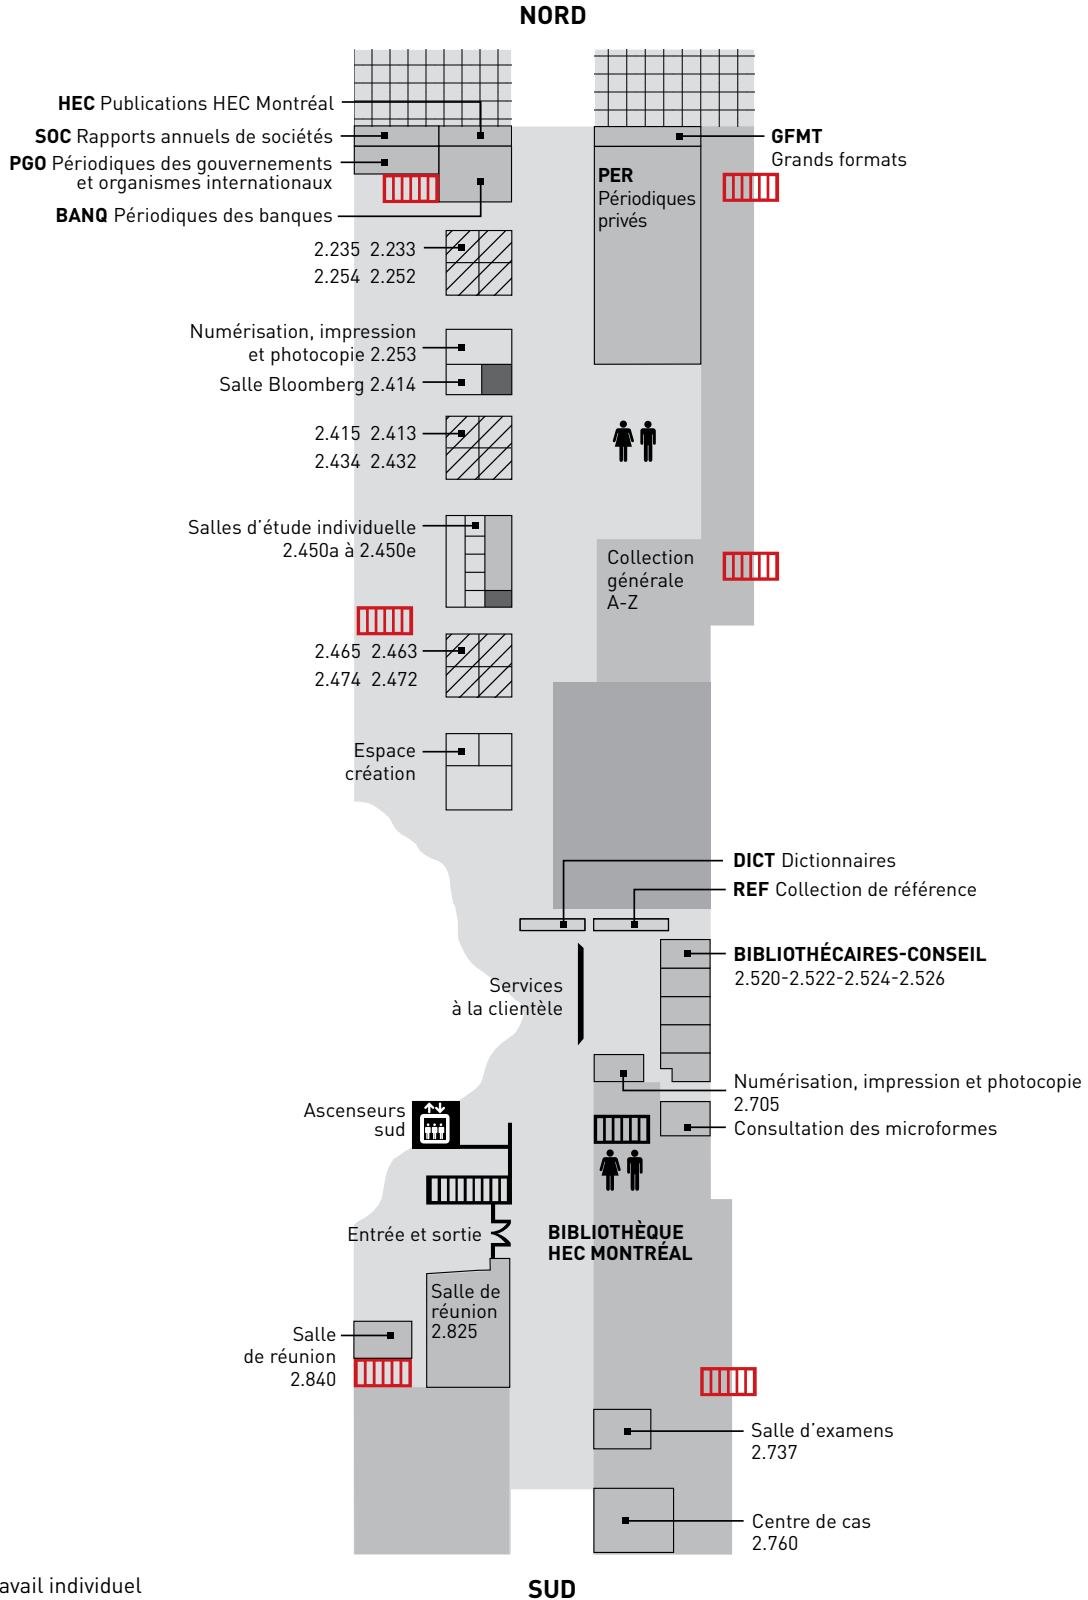 NORD
HEC Publications HEC Montréal
SOC Rapports annuels de sociétés
PGO Périodiques des gouvernements
et organismes internationaux
BANQ Périodiques des banques
GFMT
Grands formats
PER
Périodiques
privés
2.235 2.233
2.254 2.252
Numérisation, impression
et photocopie 2.253
Salle Bloomberg 2.414
2.415 2.413
2.434 2.432
Salles d'étude individuelle
2.450a à 2.450e
Collection
générale
A-Z
2.465 2.463
2.474 2.472
Espace
création
DICT Dictionnaires
REF Collection de référence
BIBLIOTHÉCAIRES-CONSEIL
2.520-2.522-2.524-2.526
Services
à la clientèle
Numérisation, impression et photocopie
2.705
Consultation des microformes
Ascenseurs
sud
Entrée et sortie
BIBLIOTHÈQUE
HEC MONTRÉAL
Salle de
réunion
2.825
Salle
de réunion
2.840
Salle d'examens
2.737
Centre de cas
2.760
avail individuel
SUD